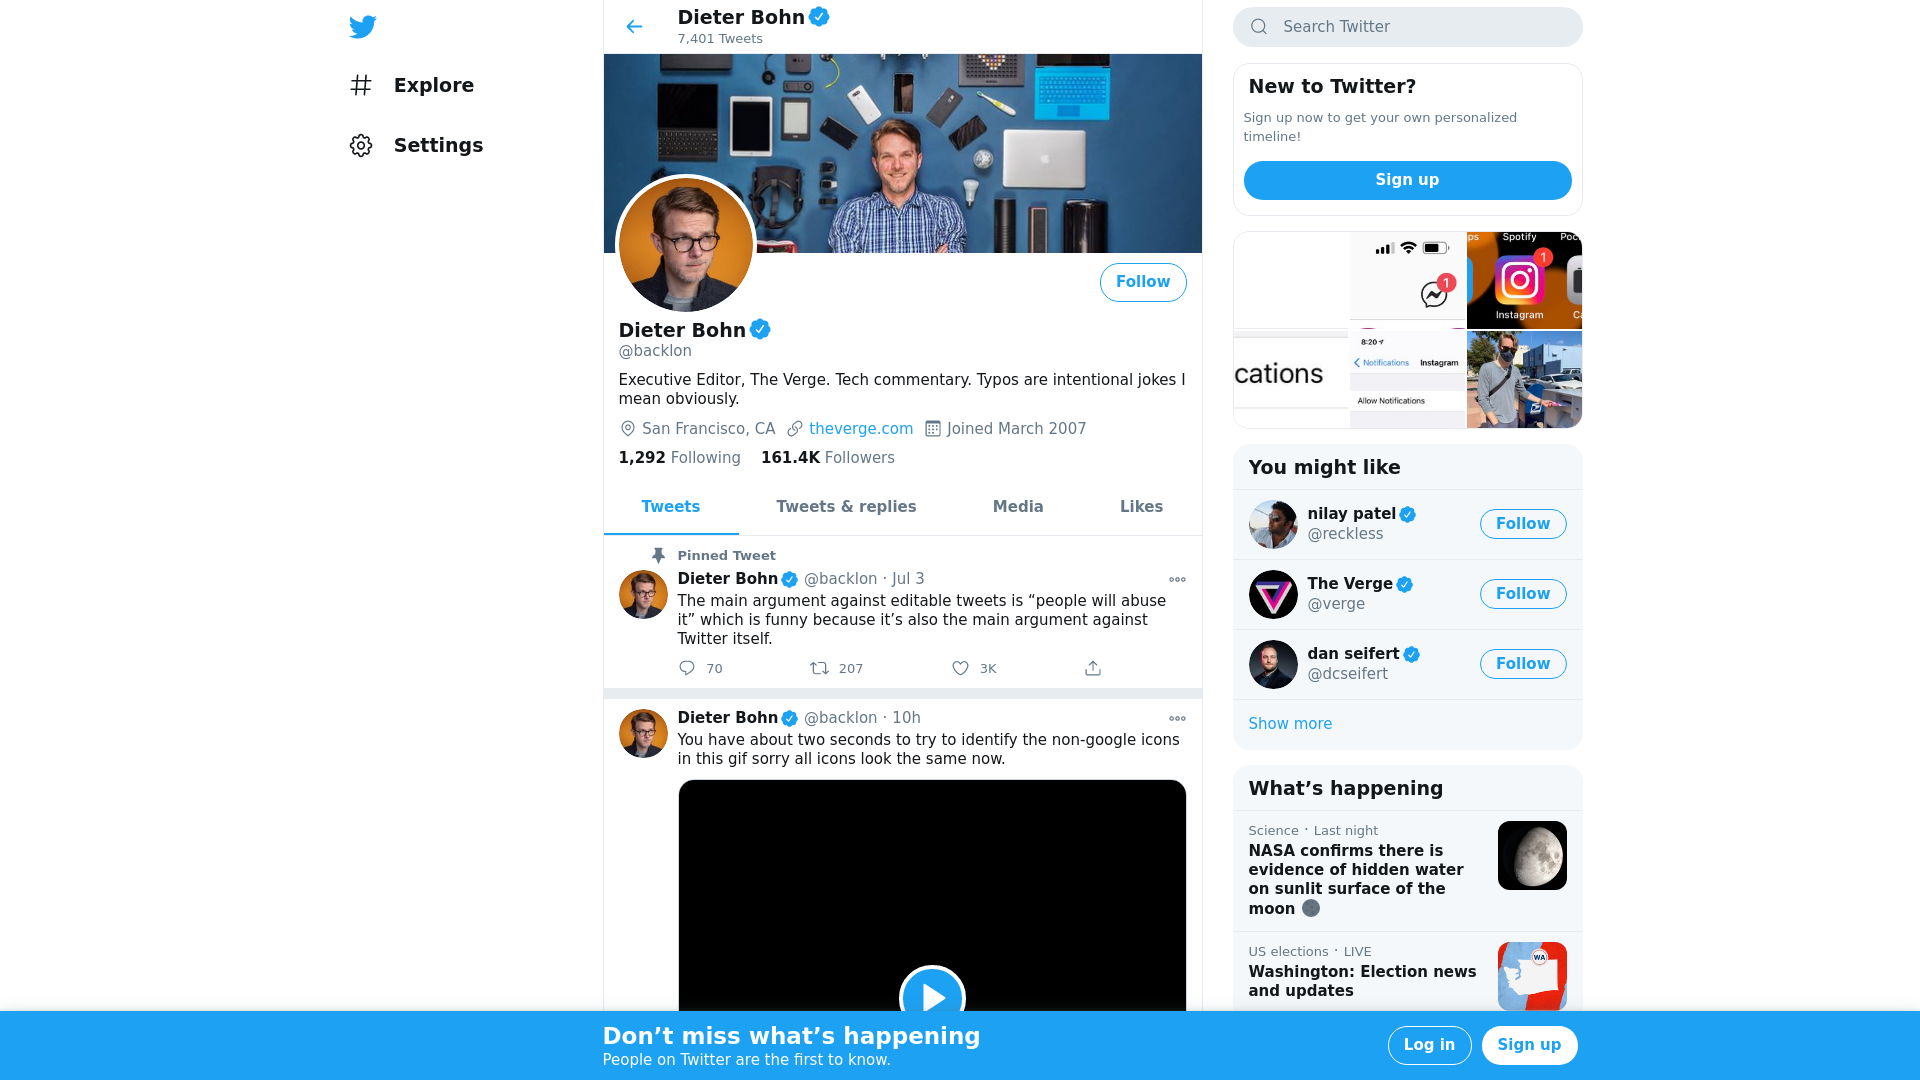 Explore
Settings
Dieter Bohn
7,401 Tweets
Follow
Dieter Bohn
@backlon
Executive Editor, The Verge. Tech commentary. Typos are intentional jokes I
mean obviously.
San Francisco, CA theverge.com Joined March 2007
1,292 Following 161.4K Followers
Tweets Tweets & replies Media Likes
Pinned Tweet
Dieter Bohn @backlon · Jul 3
The main argument against editable tweets is “people will abuse
it” which is funny because it’s also the main argument against
Twitter itself.
70 207 3K
Dieter Bohn @backlon · 10h
You have about two seconds to try to identify the non-google icons
in this gif sorry all icons look the same now.
Search Twitter
New to Twitter?
Sign up now to get your own personalized
timeline!
Sign up
1
ps Spotify Poc
1
Instagram Ca
cations
8:20
Notifications Instagram
Allow Notifications
You might like
nilay patel
@reckless
Follow
The Verge
@verge
Follow
dan seifert
@dcseifert
Follow
Show more
What’s happening
Science · Last night
NASA confirms there is
evidence of hidden water
on sunlit surface of the
moon
US elections · LIVE
Washington: Election news
and updates
WA
Don’t miss what’s happening
People on Twitter are the first to know.
Log in
Sign up